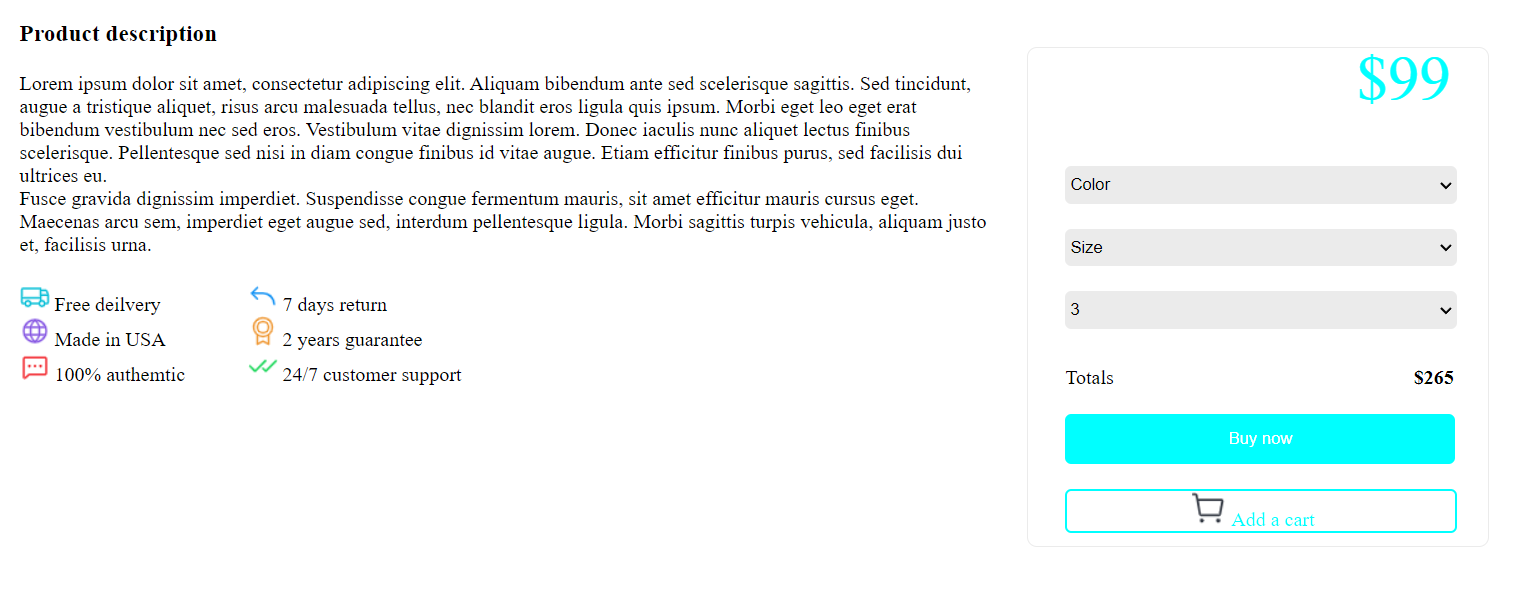 Product description
Lorem ipsum dolor sit amet, consectetur adipiscing elit. Aliquam bibendum ante sed scelerisque sagittis. Sed tincidunt,
augue a tristique aliquet, risus arcu malesuada tellus, nec blandit eros ligula quis ipsum. Morbi eget leo eget erat
bibendum vestibulum nec sed eros. Vestibulum vitae dignissim lorem. Donec iaculis nunc aliquet lectus finibus
scelerisque. Pellentesque sed nisi in diam congue finibus id vitae augue. Etiam efficitur finibus purus, sed facilisis dui
ultrices eu.
Fusce gravida dignissim imperdiet. Suspendisse congue fermentum mauris, sit amet efficitur mauris cursus eget.
Maecenas arcu sem, imperdiet eget augue sed, interdum pellentesque ligula. Morbi sagittis turpis vehicula, aliquam justo
et, facilisis urna.
Free deilvery
7 days return
Made in USA
2 years guarantee
100% authemtic
24/7 customer support
$99
Color
Size
3
Totals $265
Buy now
Add a cart